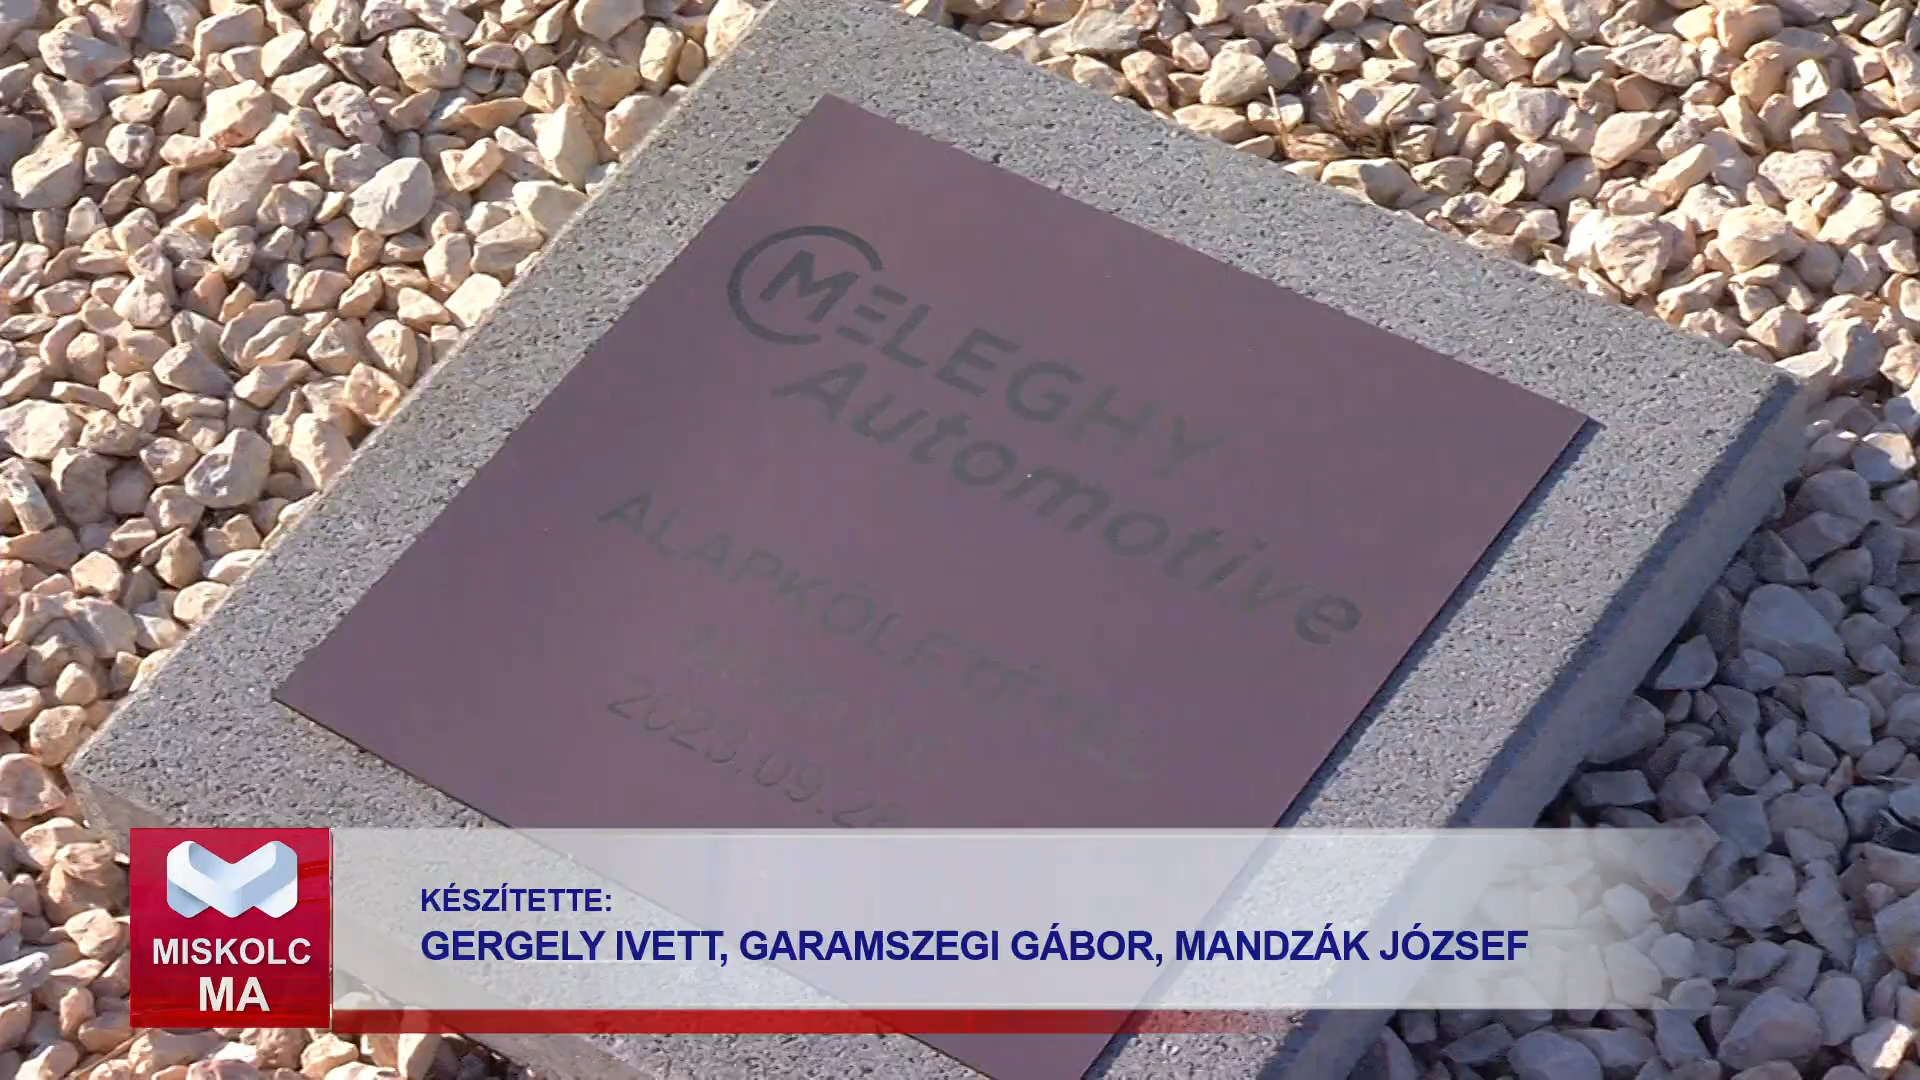 MELEGHY
Automotive
ALAPKŐLETÉTEL
KÉSZÍTETTE:
GERGELY IVETT, GARAMSZEGI GÁBOR, MANDZÁK JÓZSEF
MISKOLC
MA